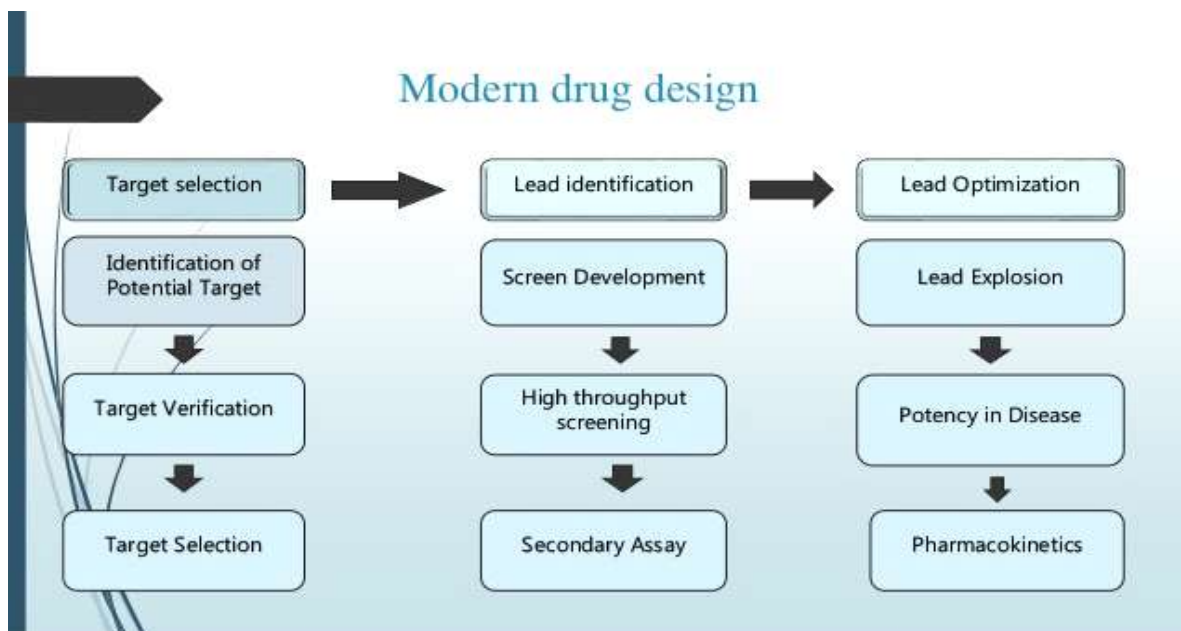 Modern drug design
Target selection
Lead identification
Lead Optimization
Identification of
Potential Target
Screen Development
Lead Explosion
Target Verification
High throughput
screening
Potency in Disease
Target Selection
Secondary Assay
Pharmacokinetics